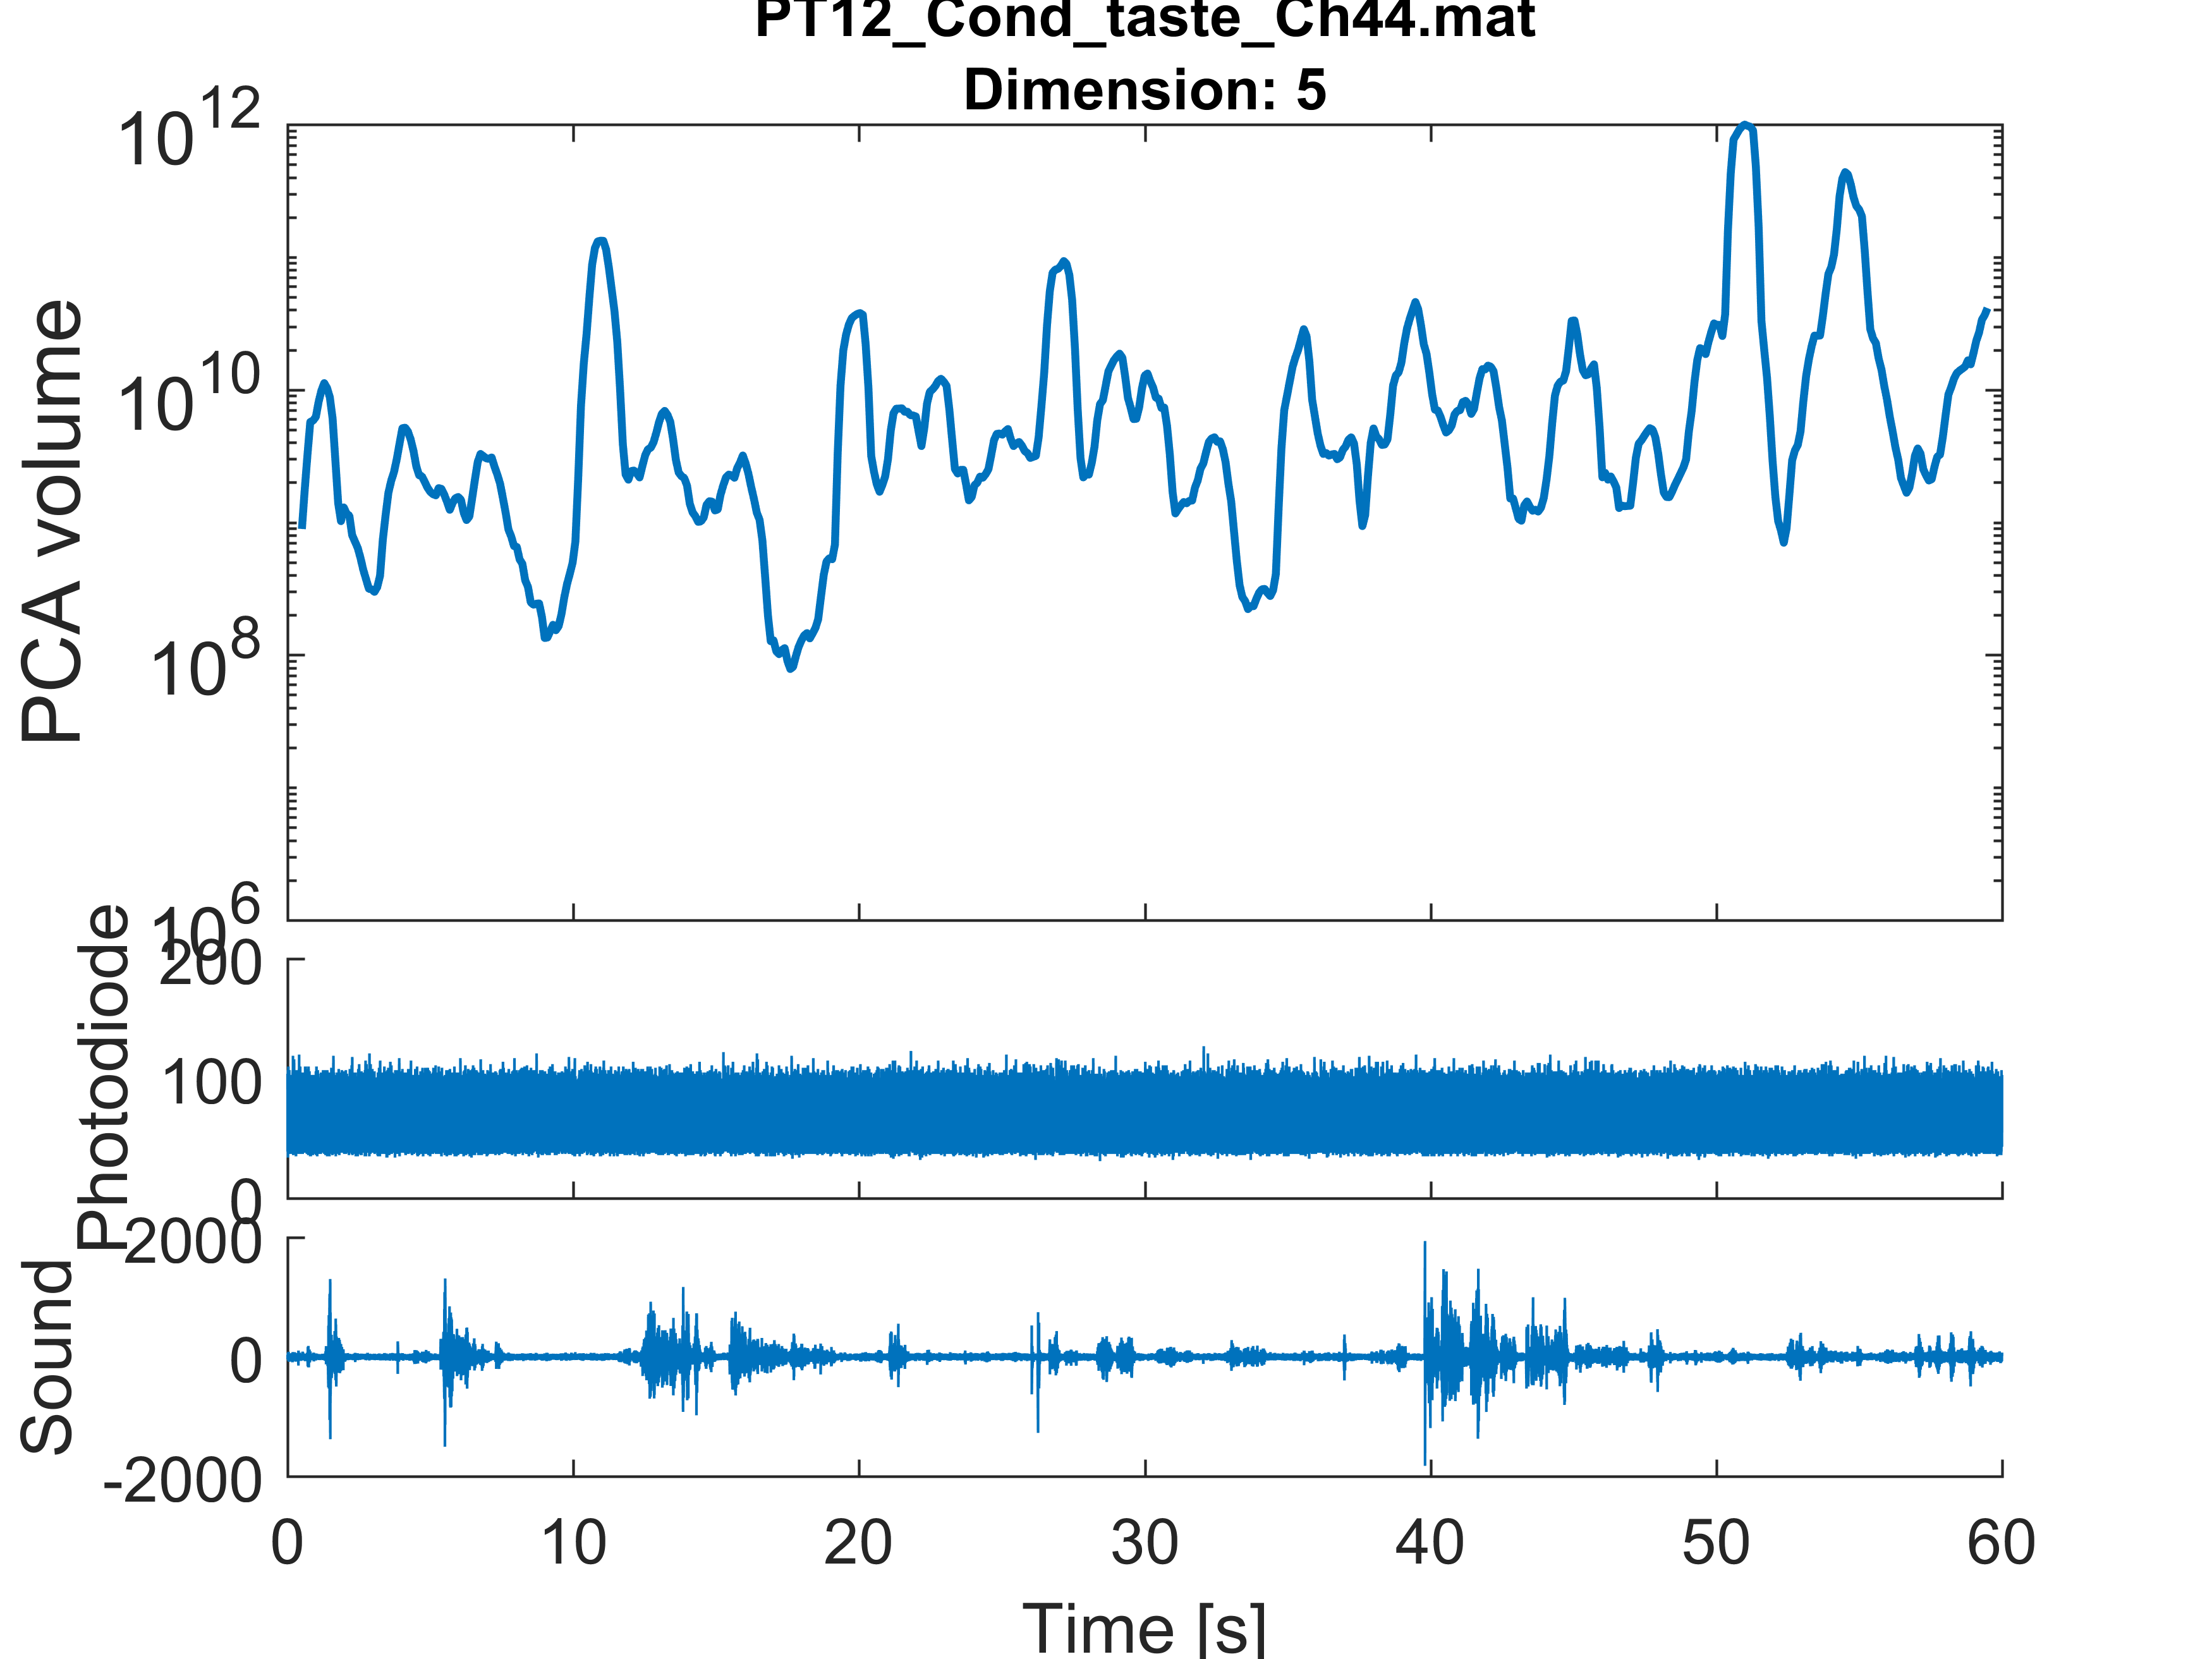 PT12_Cond_taste_Ch44.mat
Dimension: 5
PCA volume
10^12
10^10
10^8
10^6
Photodiode
200
100
0
Sound
2000
0
-2000
0 10 20 30 40 50 60
Time [s]